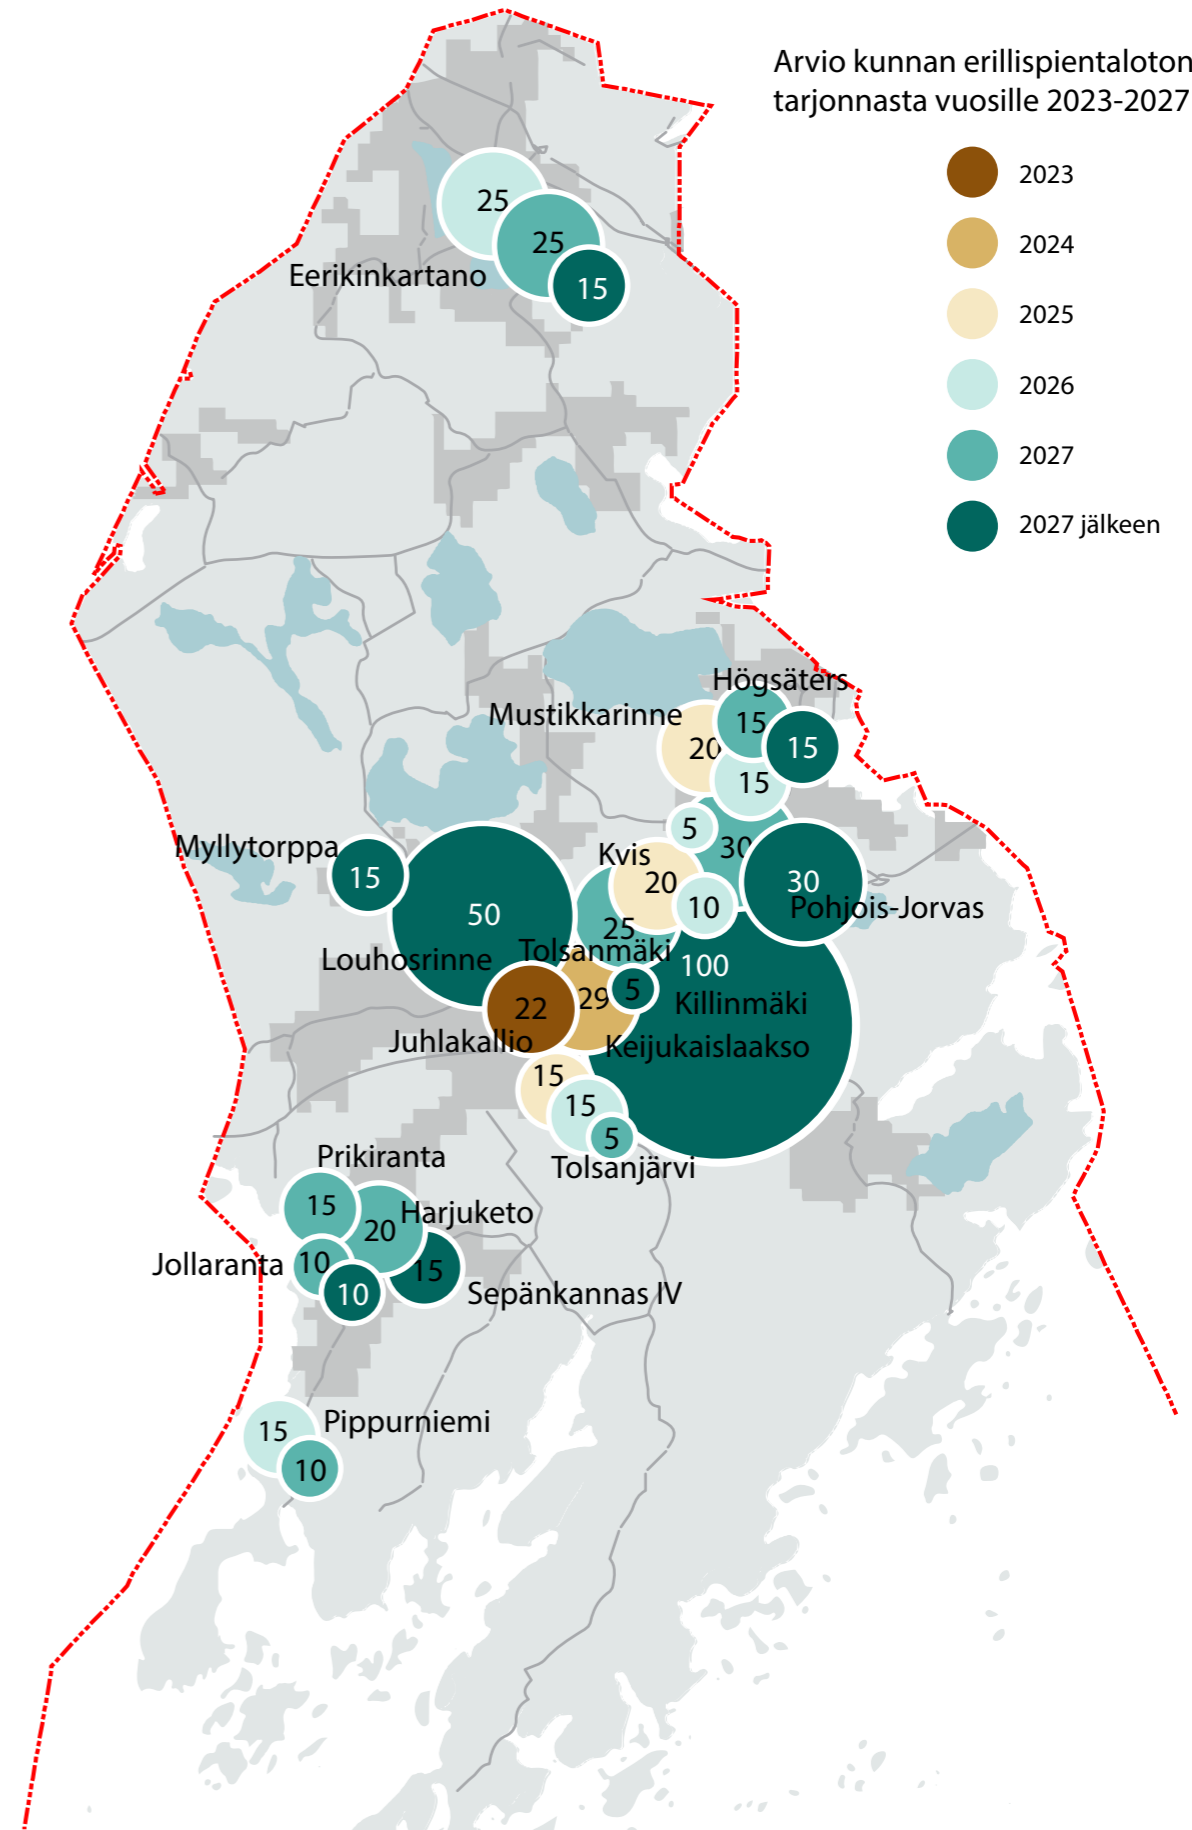 Arvio kunnan erillispientaloton
tarjonnasta vuosille 2023-2027
2023
2024
2025
2026
2027
2027 jälkeen
25
25
15
Eerikinkartano
Högsäters
Mustikkarinne
20
15
15
15
5
30
Kvis
Myllytorppa
15
20
30
10
Pohjois-Jorvas
50
25
Tolsanmäki
Louhosrinne
100
22
29
5
Killinmäki
Juhlakallio
Keijukaislaakso
15
15
5
Tolsanjärvi
Prikiranta
15
20
Harjuketo
Jollaranta
10
10
15
Sepänkannas IV
15
Pippurniemi
10